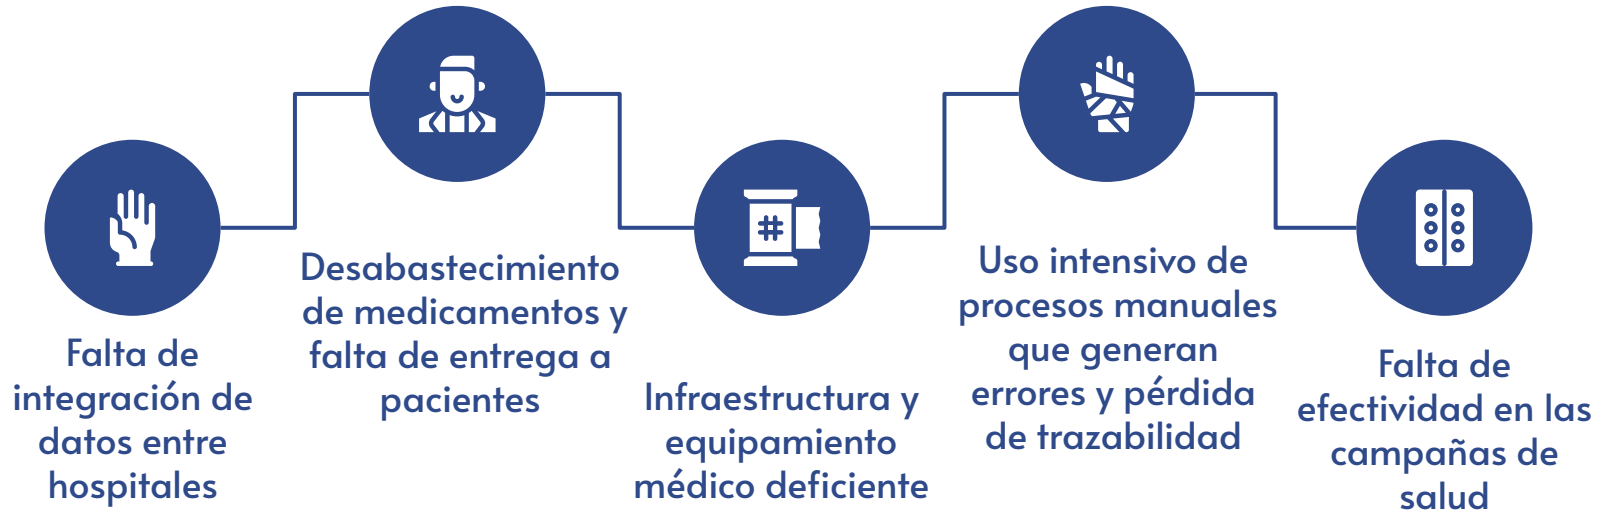 Falta de
integración de
datos entre
hospitales
Desabastecimiento
de medicamentos y
falta de entrega a
pacientes
Infraestructura y
equipamiento
médico deficiente
Uso intensivo de
procesos manuales
que generan
errores y pérdida
de trazabilidad
Falta de
efectividad en las
campañas de
salud